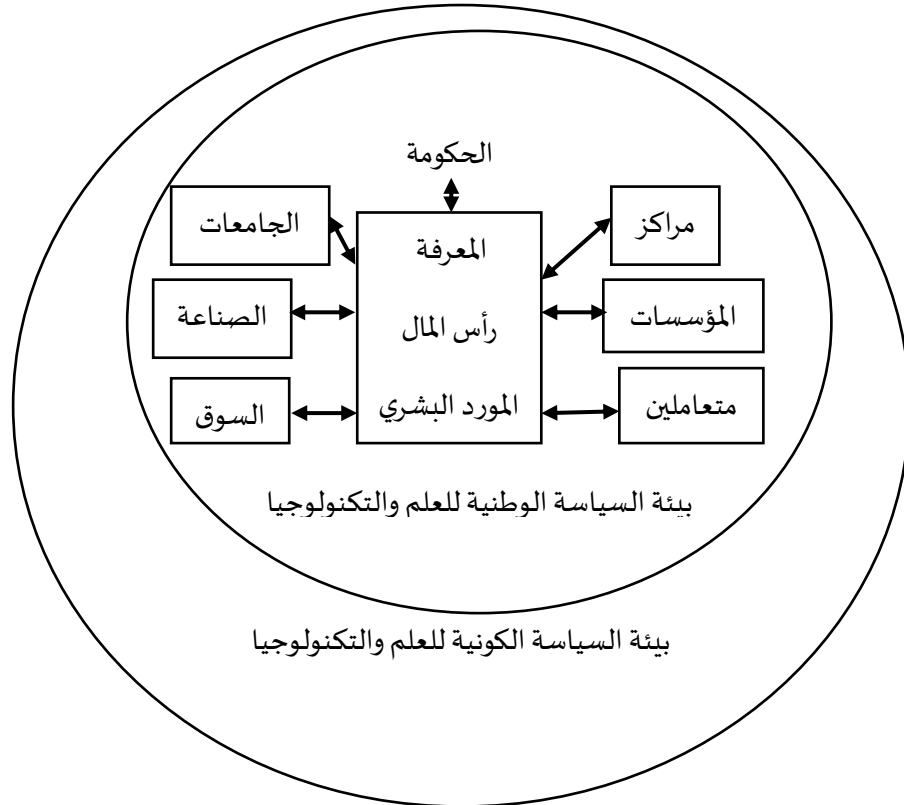 الحكومة
مراكز
الجامعات
المعرفة
المؤسسات
الصناعة
رأس المال
متعاملين
السوق
المورد البشري
بيئة السياسة الوطنية للعلم والتكنولوجيا
بيئة السياسة الكونية للعلم والتكنولوجيا